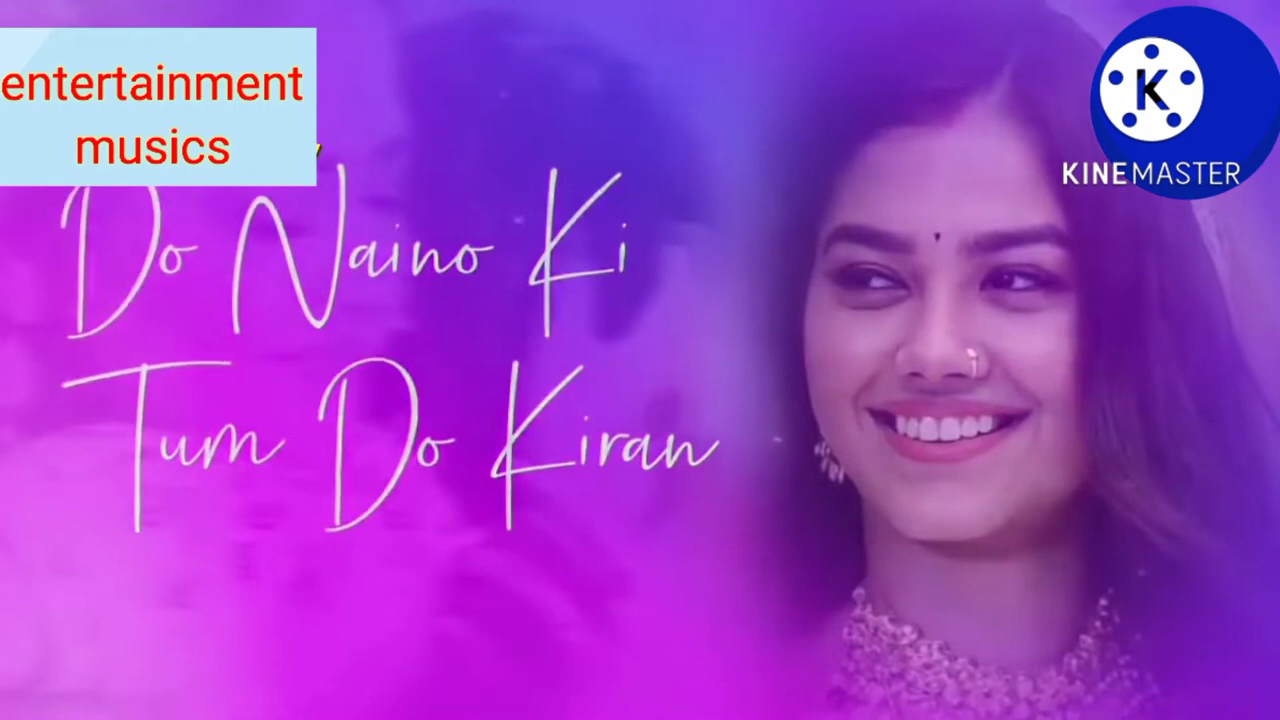 entertainment
musics
Do Naino Ki
Tum Do Kiran
K
KINEMASTER